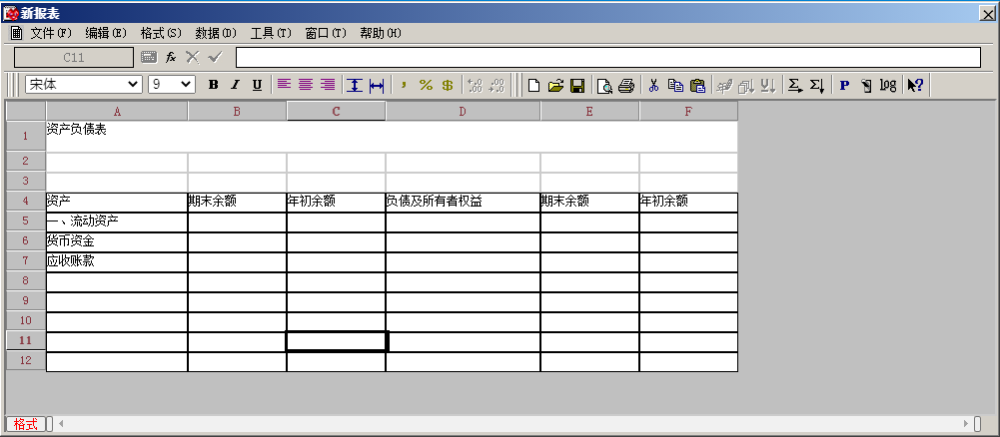 新报表
文件(F) 编辑(E) 格式(S) 数据(D) 工具(T) 窗口(T) 帮助(H)
C11 fx
宋体 9 B I U % $ Σ Σ↓ P log
A B C D E F
1 资产负债表
2
3
4 资产 期末余额 年初余额 负债及所有者权益 期末余额 年初余额
5 一、流动资产
6 货币资金
7 应收账款
8
9
10
11
12
格式